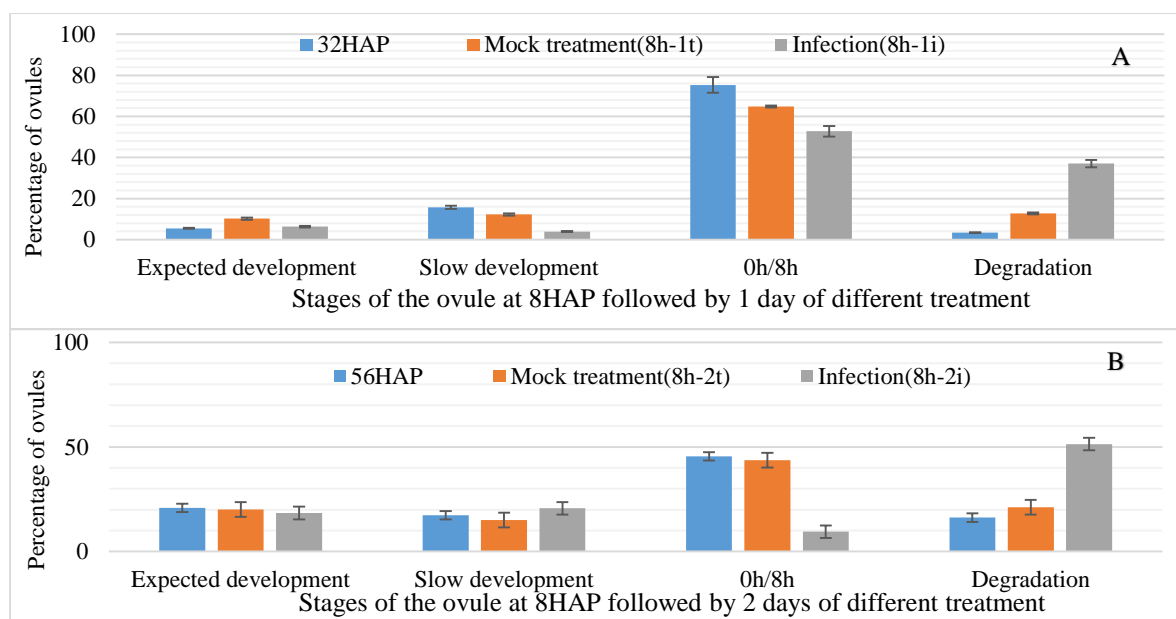 100
80
60
40
20
0
Percentage of ovules
32HAP Mock treatment(8h-1t) Infection(8h-1i)
A
Expected development Slow development 0h/8h Degradation
Stages of the ovule at 8HAP followed by 1 day of different treatment
100
50
0
Percentage of ovules
56HAP Mock treatment(8h-2t) Infection(8h-2i)
B
Expected development Slow development 0h/8h Degradation
Stages of the ovule at 8HAP followed by 2 days of different treatment